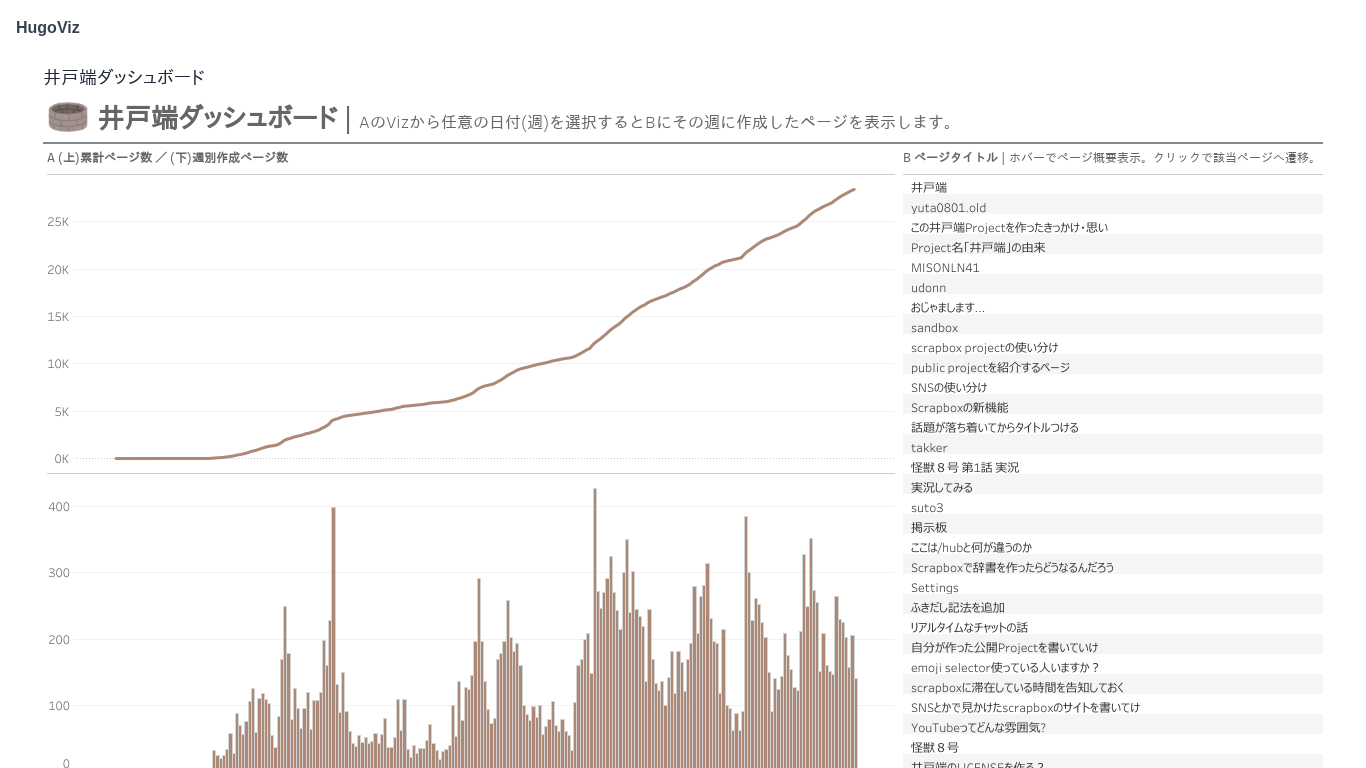 HugoViz
井戸端ダッシュボード
井戸端ダッシュボード | AのVizから任意の日付(週)を選択するとBにその週に作成したページを表示します。
A (上)累計ページ数 ／ (下)週別作成ページ数
25K
20K
15K
10K
5K
0K
400
300
200
100
0
B ページタイトル | ホバーでページ概要表示。クリックで該当ページへ遷移。
井戸端
yuta0801.old
この井戸端Projectを作ったきっかけ・思い
Project名「井戸端」の由来
MISONLN41
udonn
おじゃまします…
sandbox
scrapbox projectの使い分け
public projectを紹介するページ
SNSの使い分け
Scrapboxの新機能
話題が落ち着いてからタイトルつける
takker
怪獣８号 第1話 実況
実況してみる
suto3
掲示板
ここは/hubと何が違うのか
Scrapboxで辞書を作ったらどうなるんだろう
Settings
ふきだし記法を追加
リアルタイムなチャットの話
自分が作った公開Projectを書いていけ
emoji selector使っている人いますか？
scrapboxに滞在している時間を告知しておく
SNSとかで見かけたscrapboxのサイトを書いてけ
YouTubeってどんな雰囲気?
怪獣８号
井戸端のLICENSEを作る？